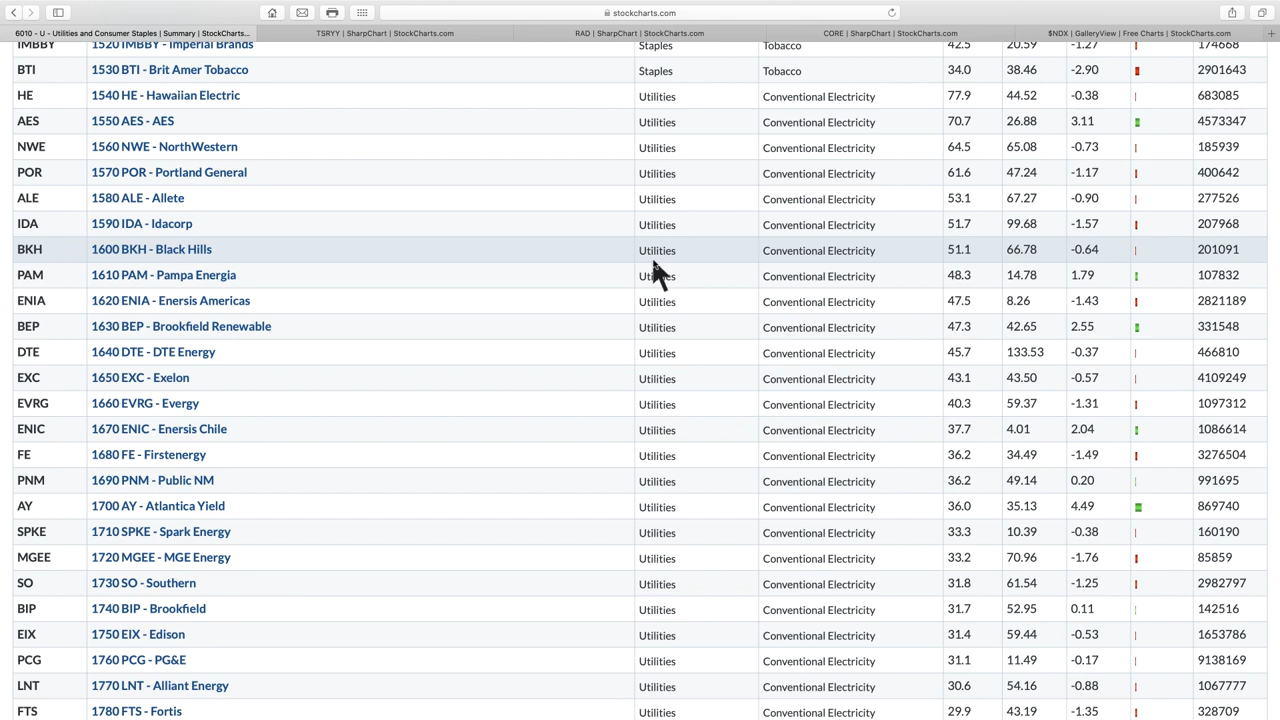 stockcharts.com
6010 - U - Utilities and Consumer Staples | Summary | StockCharts... TSRYY | SharpChart | StockCharts.com RAD | SharpChart | StockCharts.com CORE | SharpChart | StockCharts.com $NDX | GalleryView | Free Charts | StockCharts.com
IMBBY 1520 IMBBY - Imperial Brands Staples Tobacco 42.5 20.59 -1.27 174668
BTI 1530 BTI - Brit Amer Tobacco Staples Tobacco 34.0 38.46 -2.90 2901643
HE 1540 HE - Hawaiian Electric Utilities Conventional Electricity 77.9 44.52 -0.38 683085
AES 1550 AES - AES Utilities Conventional Electricity 70.7 26.88 3.11 4573347
NWE 1560 NWE - NorthWestern Utilities Conventional Electricity 64.5 65.08 -0.73 185939
POR 1570 POR - Portland General Utilities Conventional Electricity 61.6 47.24 -1.17 400642
ALE 1580 ALE - Allete Utilities Conventional Electricity 53.1 67.27 -0.90 277526
IDA 1590 IDA - Idacorp Utilities Conventional Electricity 51.7 99.68 -1.57 207968
BKH 1600 BKH - Black Hills Utilities Conventional Electricity 51.1 66.78 -0.64 201091
PAM 1610 PAM - Pampa Energia Utilities Conventional Electricity 48.3 14.78 1.79 107832
ENIA 1620 ENIA - Enersis Americas Utilities Conventional Electricity 47.5 8.26 -1.43 2821189
BEP 1630 BEP - Brookfield Renewable Utilities Conventional Electricity 47.3 42.65 2.55 331548
DTE 1640 DTE - DTE Energy Utilities Conventional Electricity 45.7 133.53 -0.37 466810
EXC 1650 EXC - Exelon Utilities Conventional Electricity 43.1 43.50 -0.57 4109249
EVRG 1660 EVRG - Evergy Utilities Conventional Electricity 40.3 59.37 -1.31 1097312
ENIC 1670 ENIC - Enersis Chile Utilities Conventional Electricity 37.7 4.01 2.04 1086614
FE 1680 FE - Firstenergy Utilities Conventional Electricity 36.2 34.49 -1.49 3276504
PNM 1690 PNM - Public NM Utilities Conventional Electricity 36.2 49.14 0.20 991695
AY 1700 AY - Atlantica Yield Utilities Conventional Electricity 36.0 35.13 4.49 869740
SPKE 1710 SPKE - Spark Energy Utilities Conventional Electricity 33.3 10.39 -0.38 160190
MGEE 1720 MGEE - MGE Energy Utilities Conventional Electricity 33.2 70.96 -1.76 85859
SO 1730 SO - Southern Utilities Conventional Electricity 31.8 61.54 -1.25 2982797
BIP 1740 BIP - Brookfield Utilities Conventional Electricity 31.7 52.95 0.11 142516
EIX 1750 EIX - Edison Utilities Conventional Electricity 31.4 59.44 -0.53 1653786
PCG 1760 PCG - PG&E Utilities Conventional Electricity 31.1 11.49 -0.17 9138169
LNT 1770 LNT - Alliant Energy Utilities Conventional Electricity 30.6 54.16 -0.88 1067777
FTS 1780 FTS - Fortis Utilities Conventional Electricity 29.9 43.19 -1.35 328709